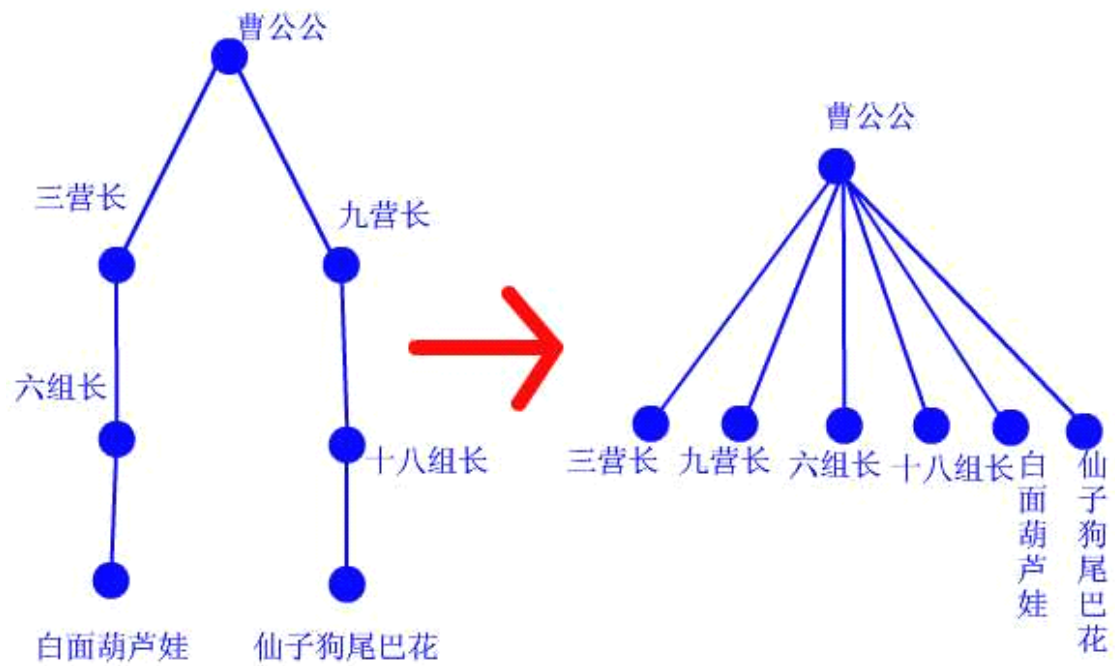 曹公公
三营长
九营长
六组长
十八组长
白面葫芦娃
仙子狗尾巴花
曹公公
三营长
九营长
六组长
十八组长
白面葫芦娃
仙子狗尾巴花